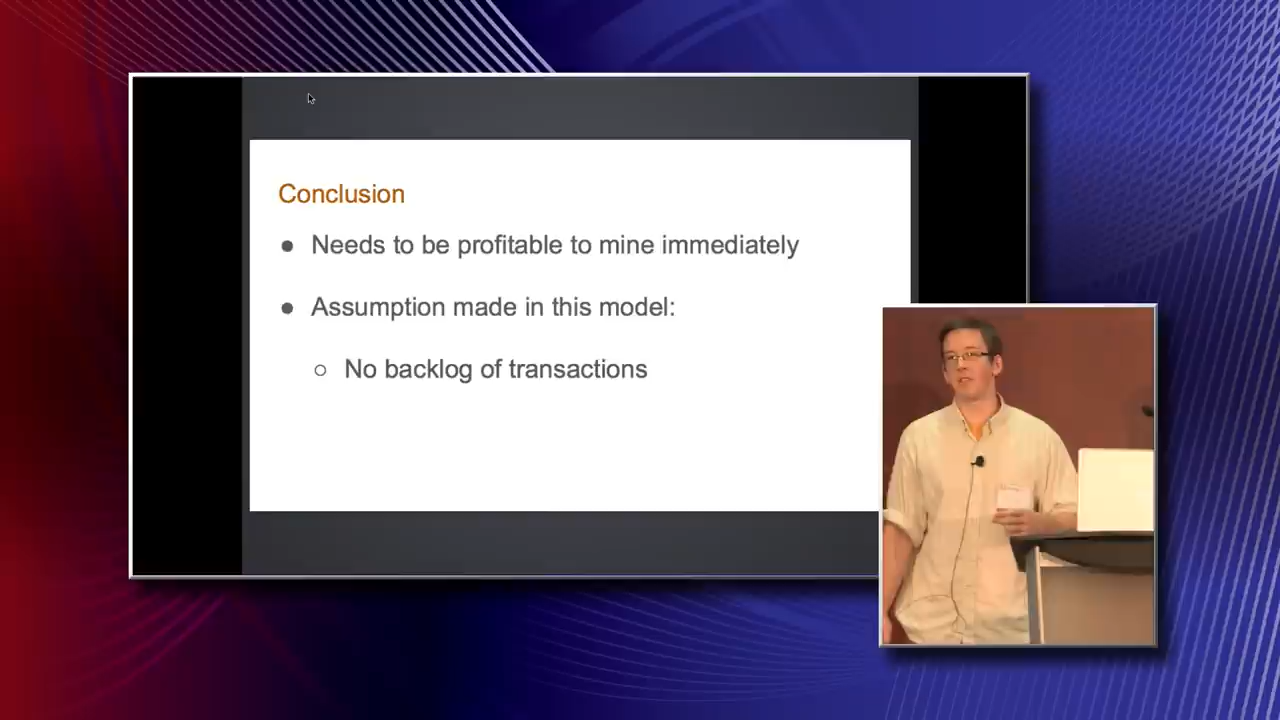 Conclusion
● Needs to be profitable to mine immediately
● Assumption made in this model:
○ No backlog of transactions